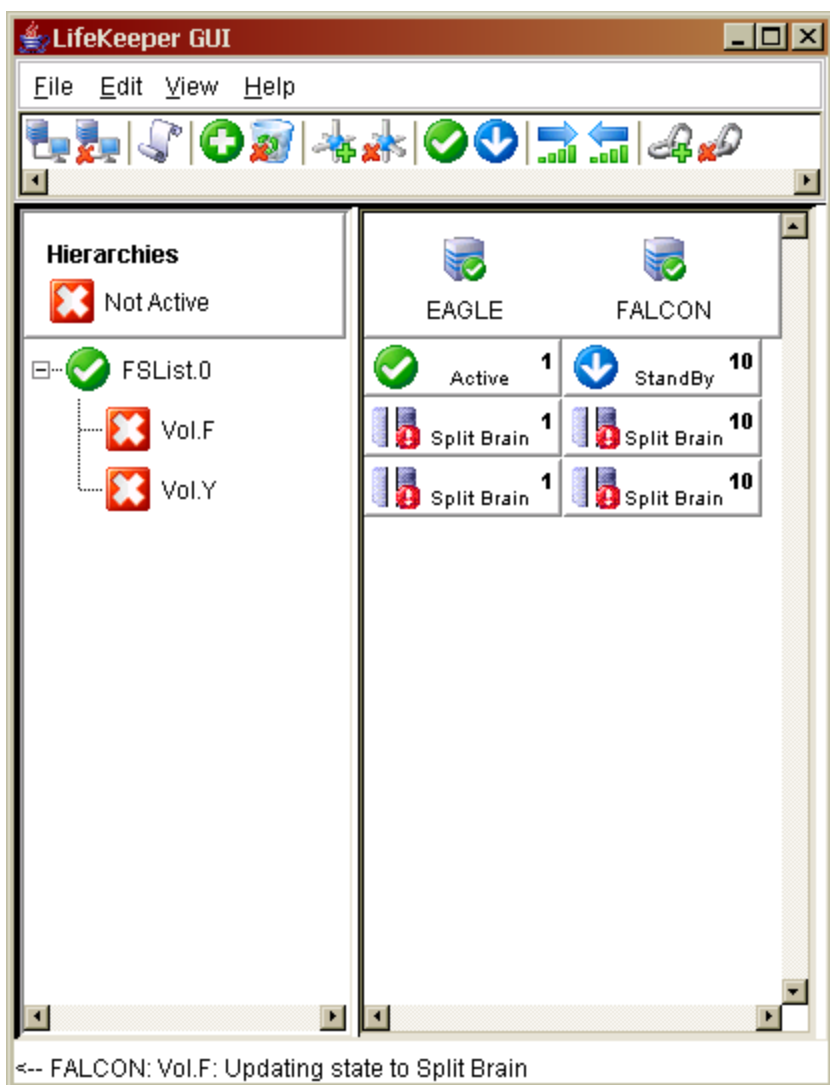 LifeKeeper GUI
File Edit View Help
Hierarchies
Not Active
EAGLE FALCON
FSList.0 Active 1 StandBy 10
Vol.F Split Brain 1 Split Brain 10
Vol.Y Split Brain 1 Split Brain 10
<-- FALCON: Vol.F: Updating state to Split Brain